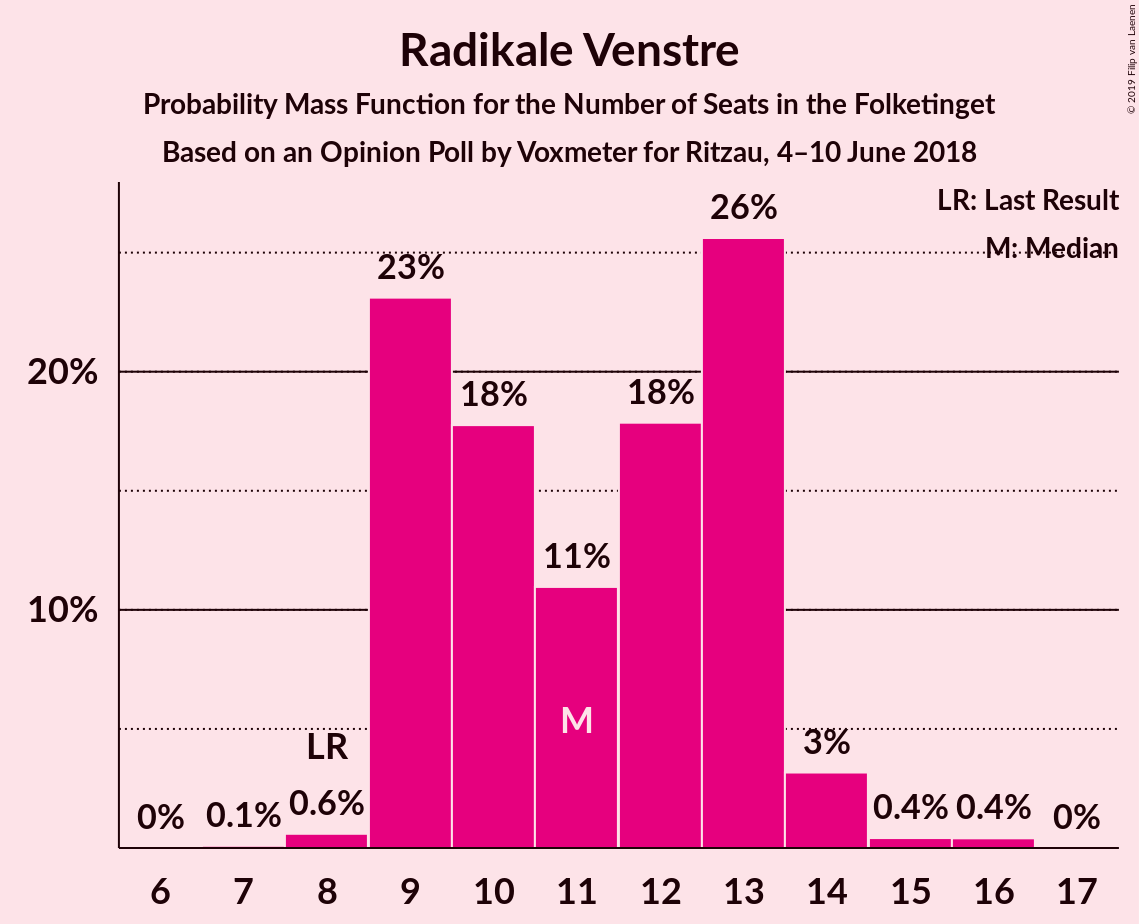 Radikale Venstre
Probability Mass Function for the Number of Seats in the Folketinget
Based on an Opinion Poll by Voxmeter for Ritzau, 4–10 June 2018
© 2019 Filip van Laenen
LR: Last Result
M: Median
20%
10%
0%
0.1%
LR
0.6%
23%
18%
11%
M
18%
26%
3%
0.4%
0.4%
0%
6 7 8 9 10 11 12 13 14 15 16 17